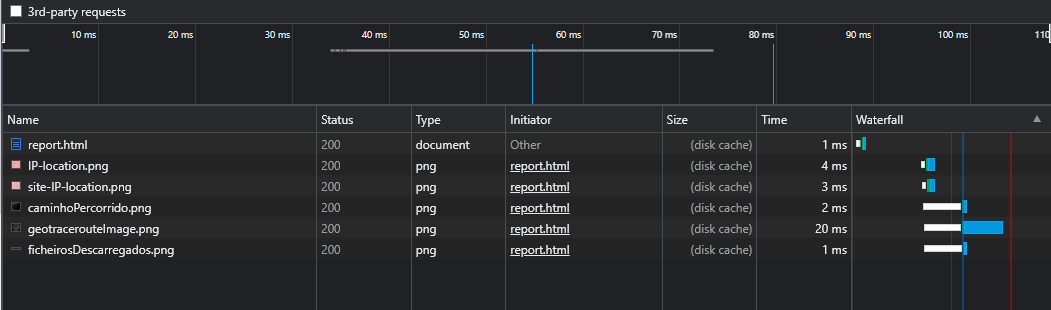 3rd-party requests
10 ms 20 ms 30 ms 40 ms 50 ms 60 ms 70 ms 80 ms 90 ms 100 ms 110
Name Status Type Initiator Size Time Waterfall
report.html 200 document Other (disk cache) 1 ms
IP-location.png 200 png report.html (disk cache) 4 ms
site-IP-location.png 200 png report.html (disk cache) 3 ms
caminhoPercorrido.png 200 png report.html (disk cache) 2 ms
geotracerouteImage.png 200 png report.html (disk cache) 20 ms
ficheirosDescarregados.png 200 png report.html (disk cache) 1 ms